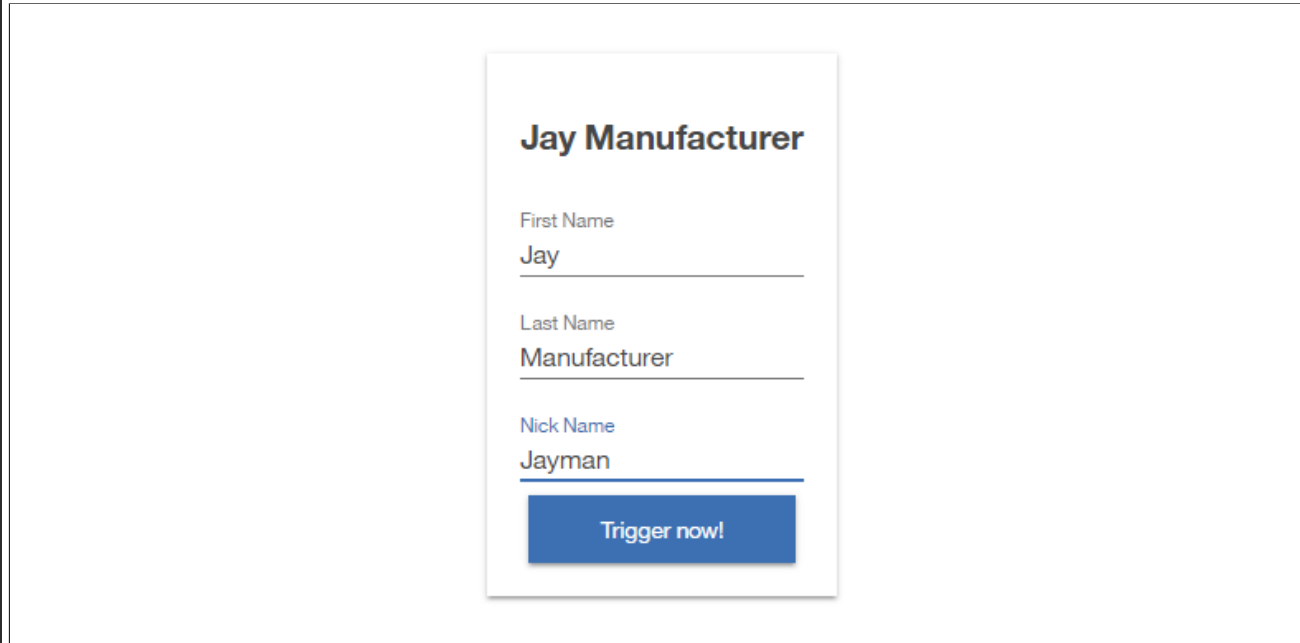 Jay Manufacturer
First Name
Jay
Last Name
Manufacturer
Nick Name
Jayman
Trigger now!